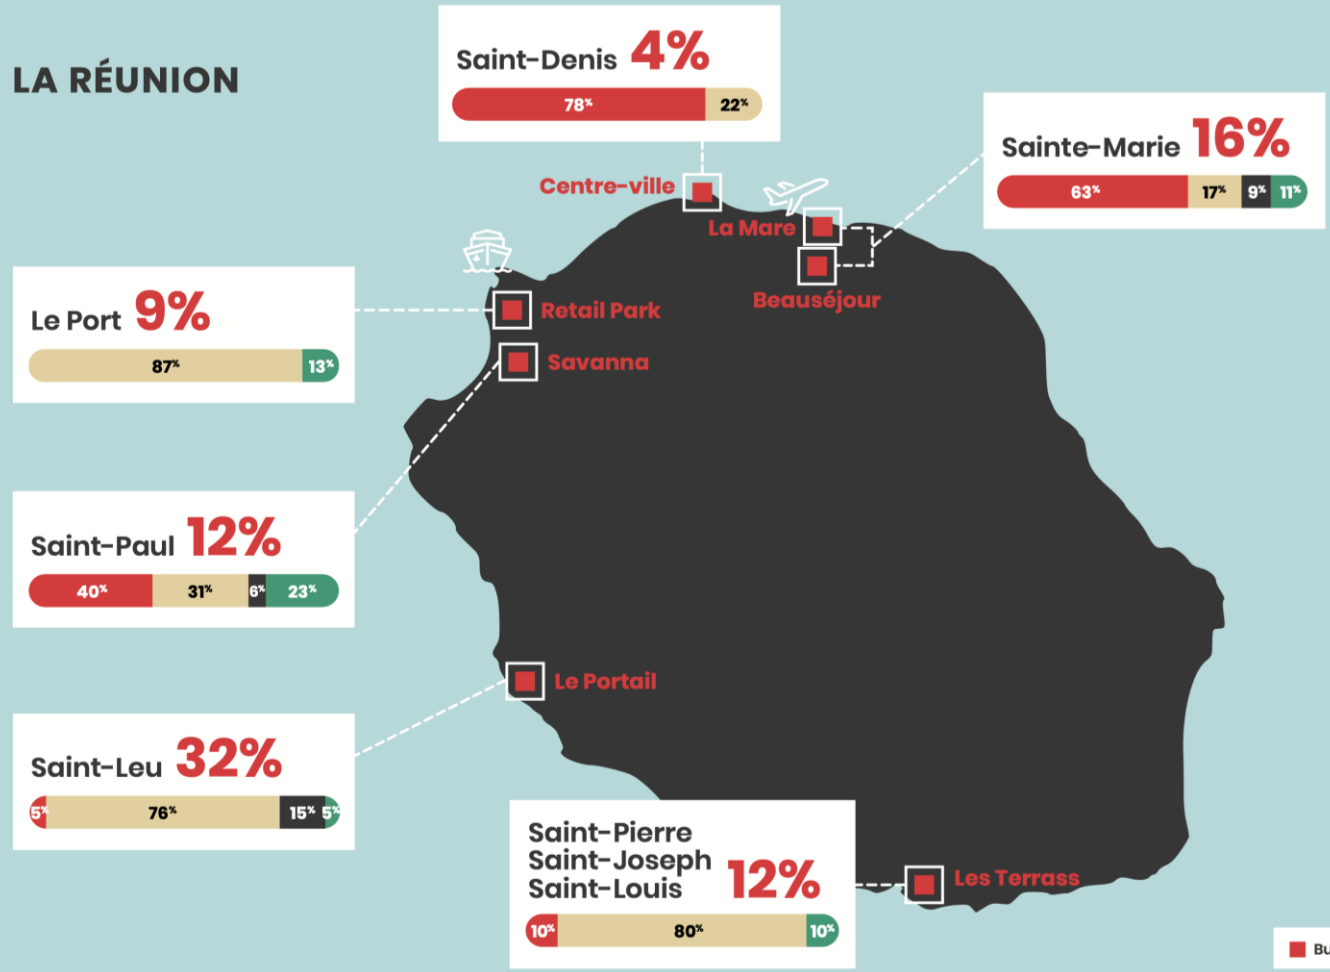 LA RÉUNION
Saint-Denis 4%
78% 22%
Sainte-Marie 16%
63% 17% 9% 11%
Centre-ville
La Mare
Beauséjour
Le Port 9%
87% 13%
Retail Park
Savanna
Saint-Paul 12%
40% 31% 6% 23%
Le Portail
Saint-Leu 32%
5% 76% 15% 5%
Saint-Pierre
Saint-Joseph
Saint-Louis 12%
10% 80% 10%
Les Terrass